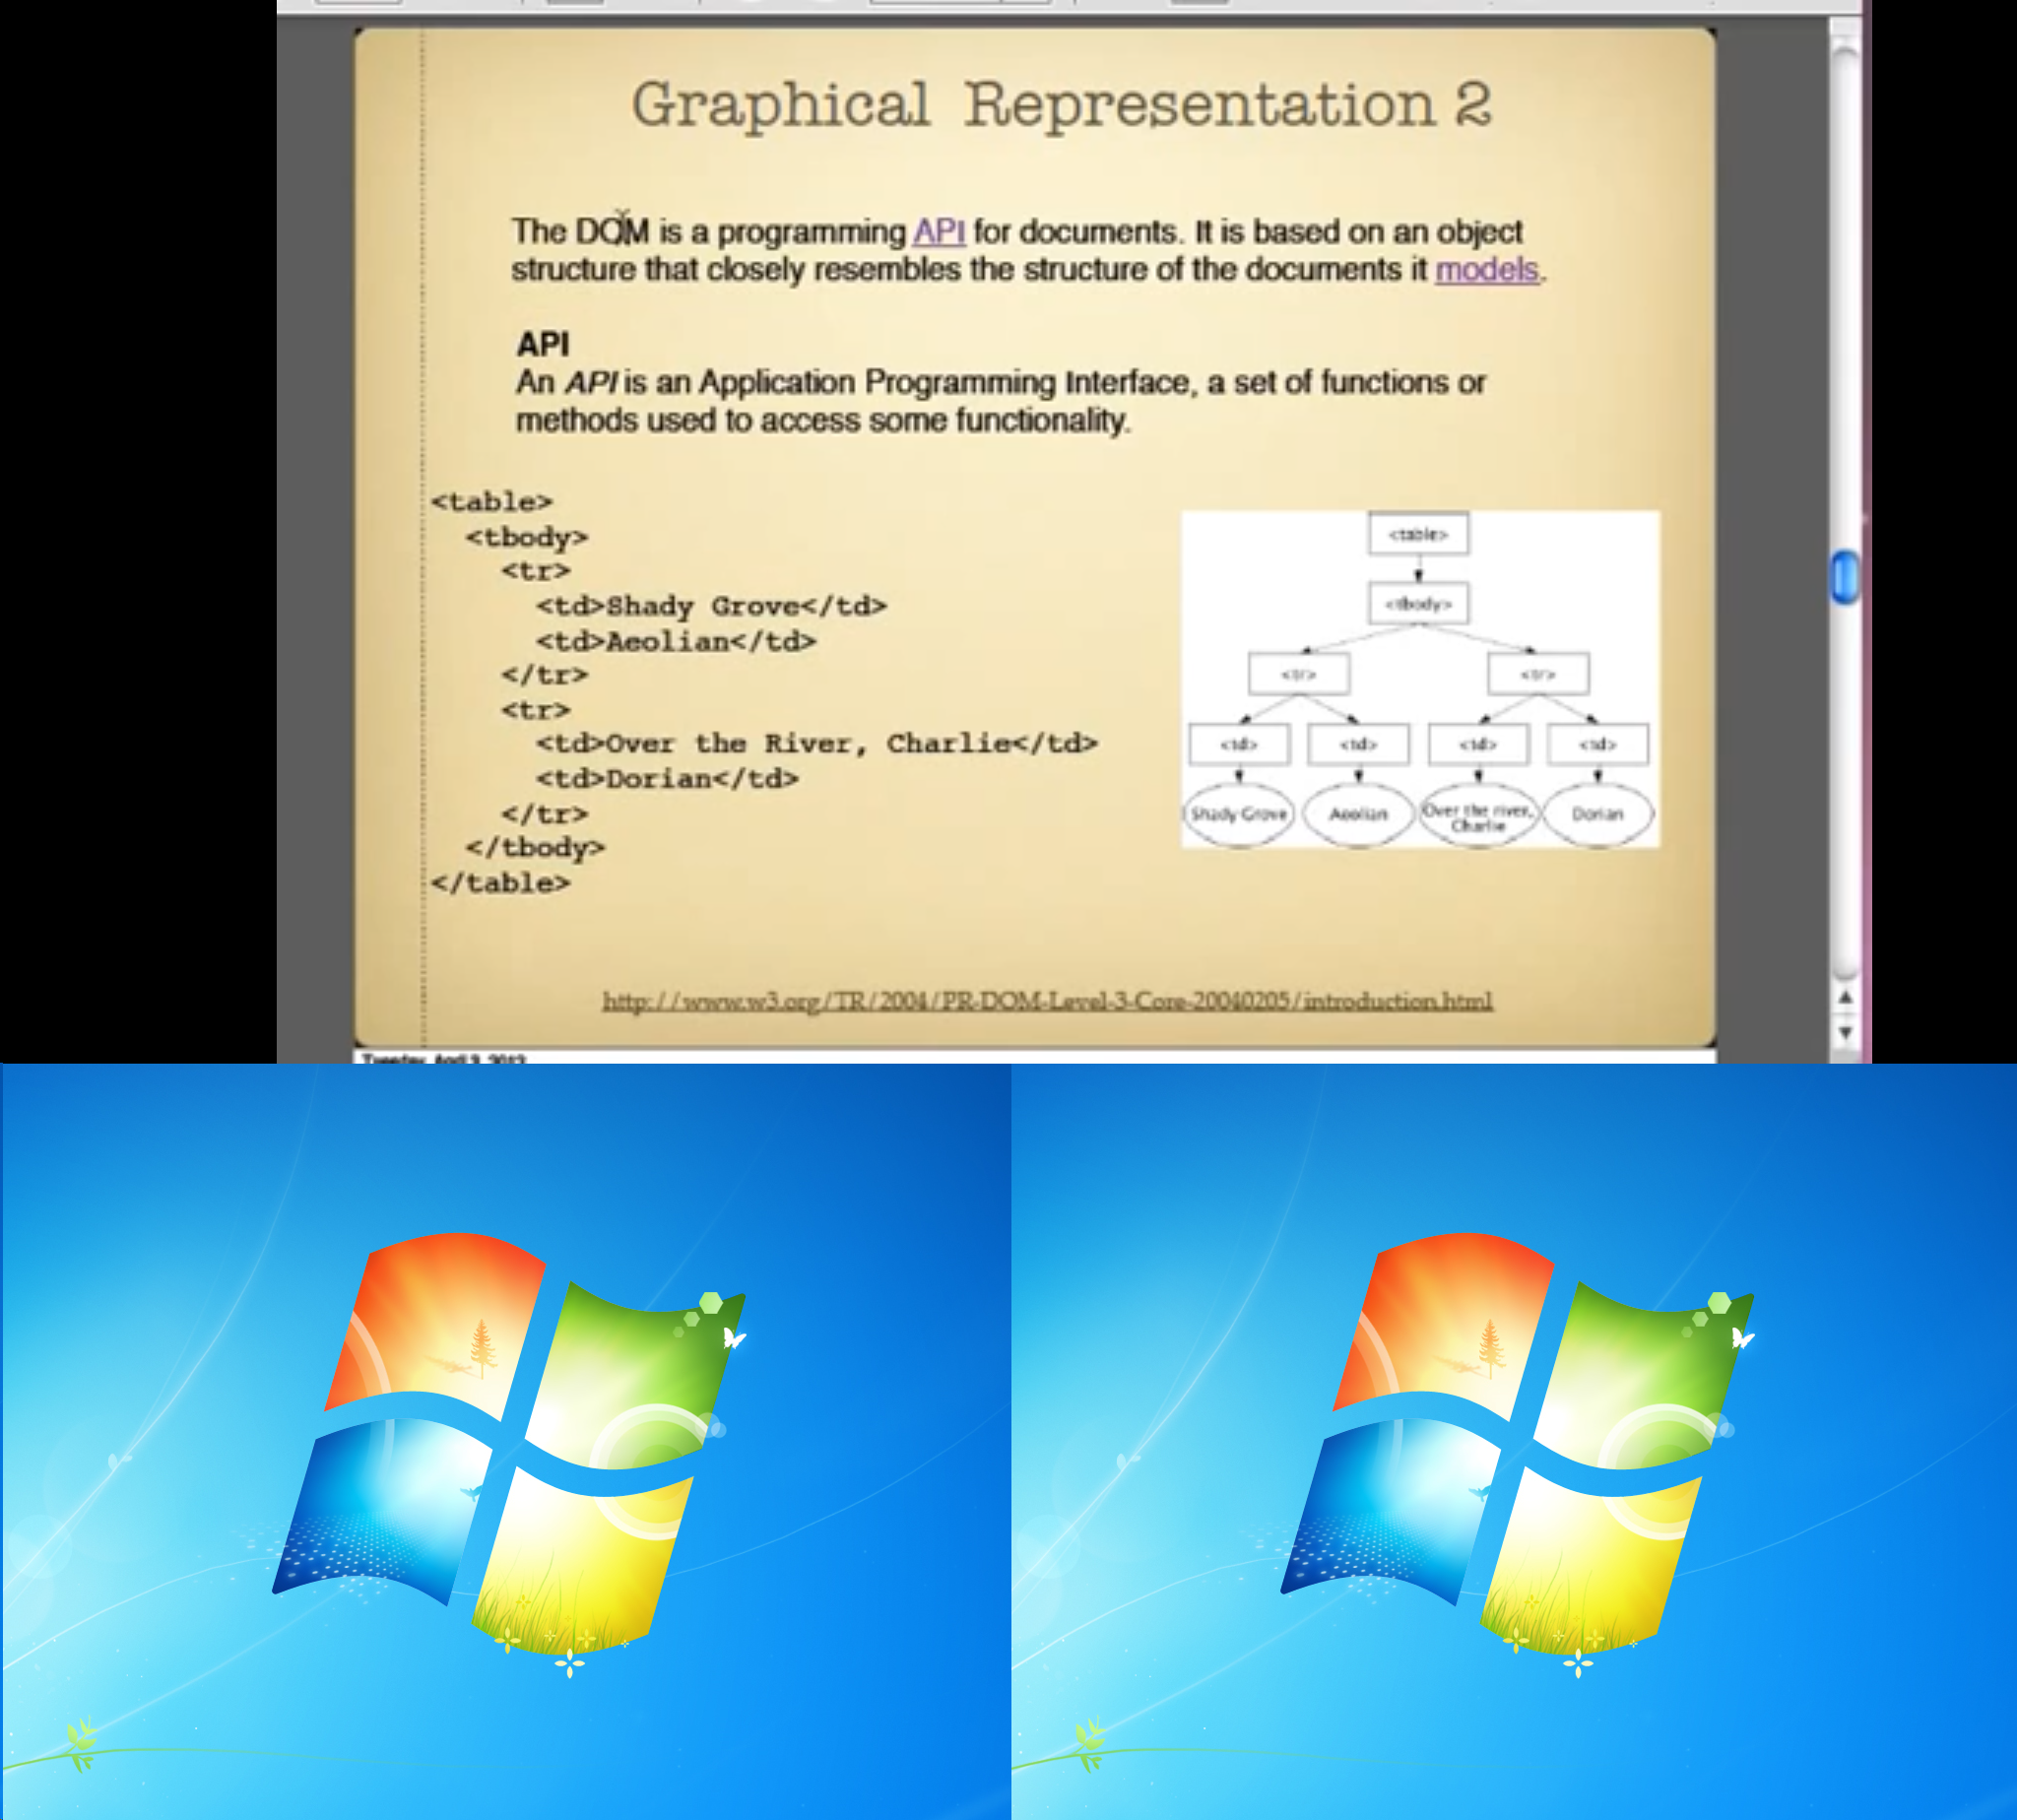 Graphical Representation 2
The DOM is a programming API for documents. It is based on an object
structure that closely resembles the structure of the documents it models.
API
An API is an Application Programming Interface, a set of functions or
methods used to access some functionality.
<table>
<tbody>
<tr>
<td>Shady Grove</td>
<td>Aeolian</td>
</tr>
<tr>
<td>Over the River, Charlie</td>
<td>Dorian</td>
</tr>
</tbody>
</table>
<table>
<tbody>
<tr> <tr>
<td> <td> <td> <td>
Shady Grove Aeolian Over the river, Charlie Dorian
http://www.w3.org/TR/2004/PR-DOM-Level-3-Core-20040205/introduction.html
Tuesday, April 3, 2012